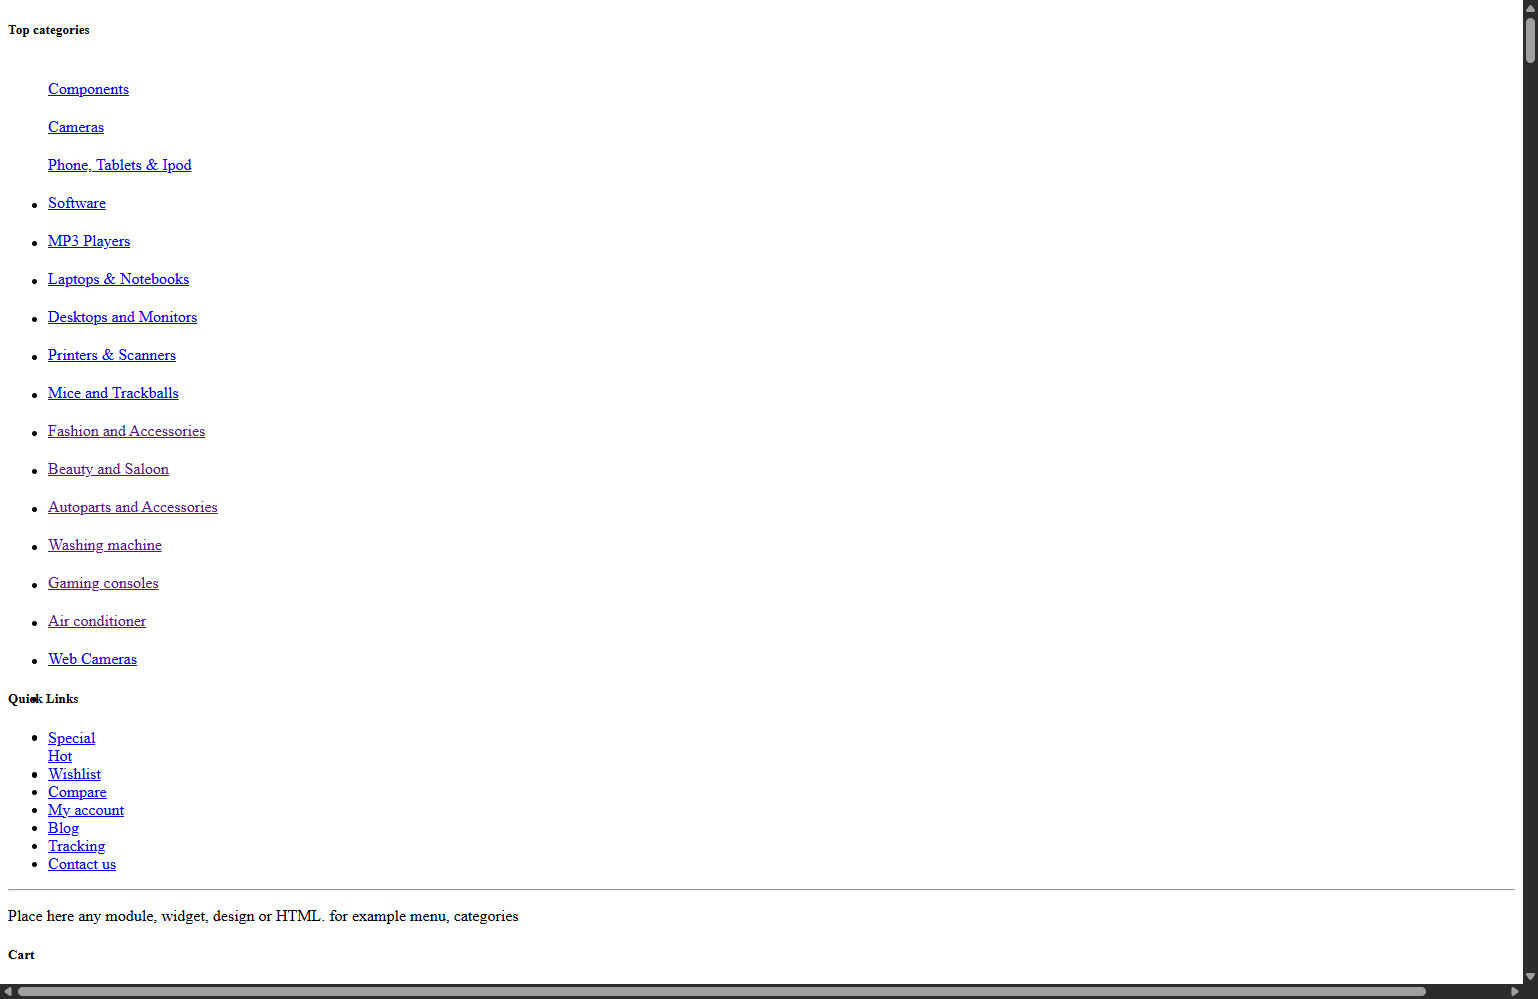 Top categories
Components
Cameras
Phone, Tablets & Ipod
Software
MP3 Players
Laptops & Notebooks
Desktops and Monitors
Printers & Scanners
Mice and Trackballs
Fashion and Accessories
Beauty and Saloon
Autoparts and Accessories
Washing machine
Gaming consoles
Air conditioner
Web Cameras
Quick Links
Special
Hot
Wishlist
Compare
My account
Blog
Tracking
Contact us
Place here any module, widget, design or HTML. for example menu, categories
Cart